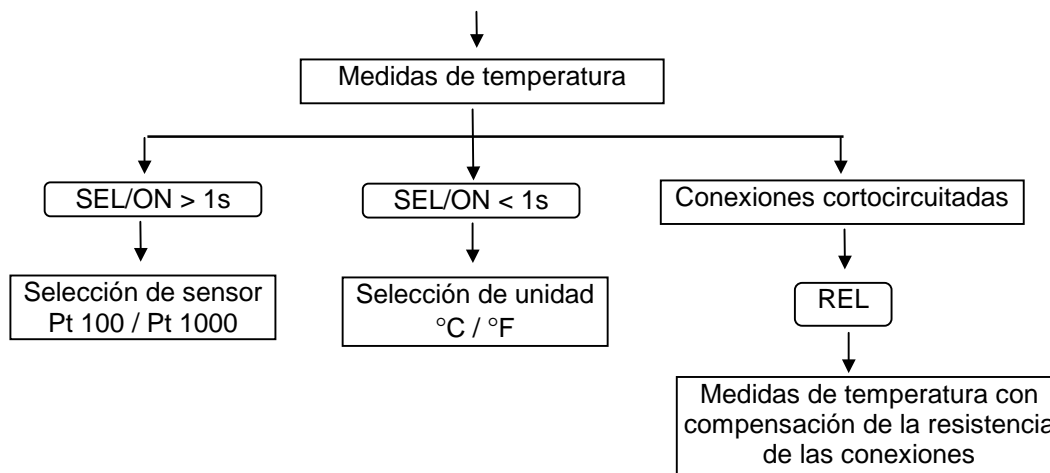 Medidas de temperatura
SEL/ON > 1s
SEL/ON < 1s
Conexiones cortocircuitadas
Selección de sensor
Pt 100 / Pt 1000
Selección de unidad
°C / °F
REL
Medidas de temperatura con
compensación de la resistencia
de las conexiones